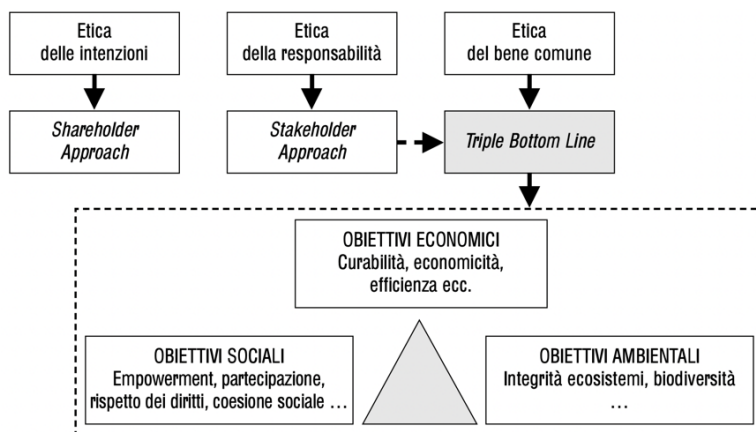 Etica
delle intenzioni
Etica
della responsabilità
Etica
del bene comune
Shareholder
Approach
Stakeholder
Approach
Triple Bottom Line
OBIETTIVI ECONOMICI
Curabilità, economicità,
efficienza ecc.
OBIETTIVI SOCIALI
Empowerment, partecipazione,
rispetto dei diritti, coesione sociale ...
OBIETTIVI AMBIENTALI
Integrità ecosistemi, biodiversità
...